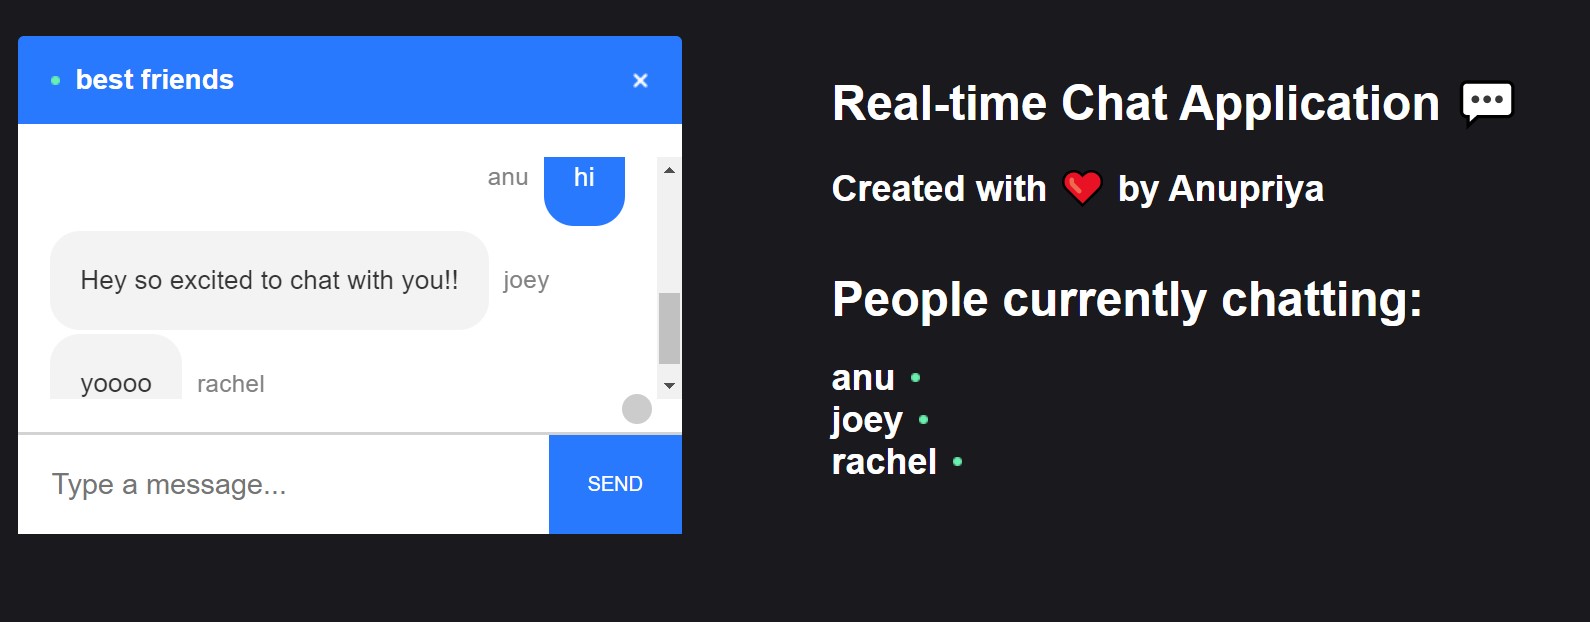 best friends ×
anu hi
Hey so excited to chat with you!! joey
yoooo rachel
Type a message... SEND
Real-time Chat Application 💬
Created with ❤️ by Anupriya
People currently chatting:
anu
joey
rachel